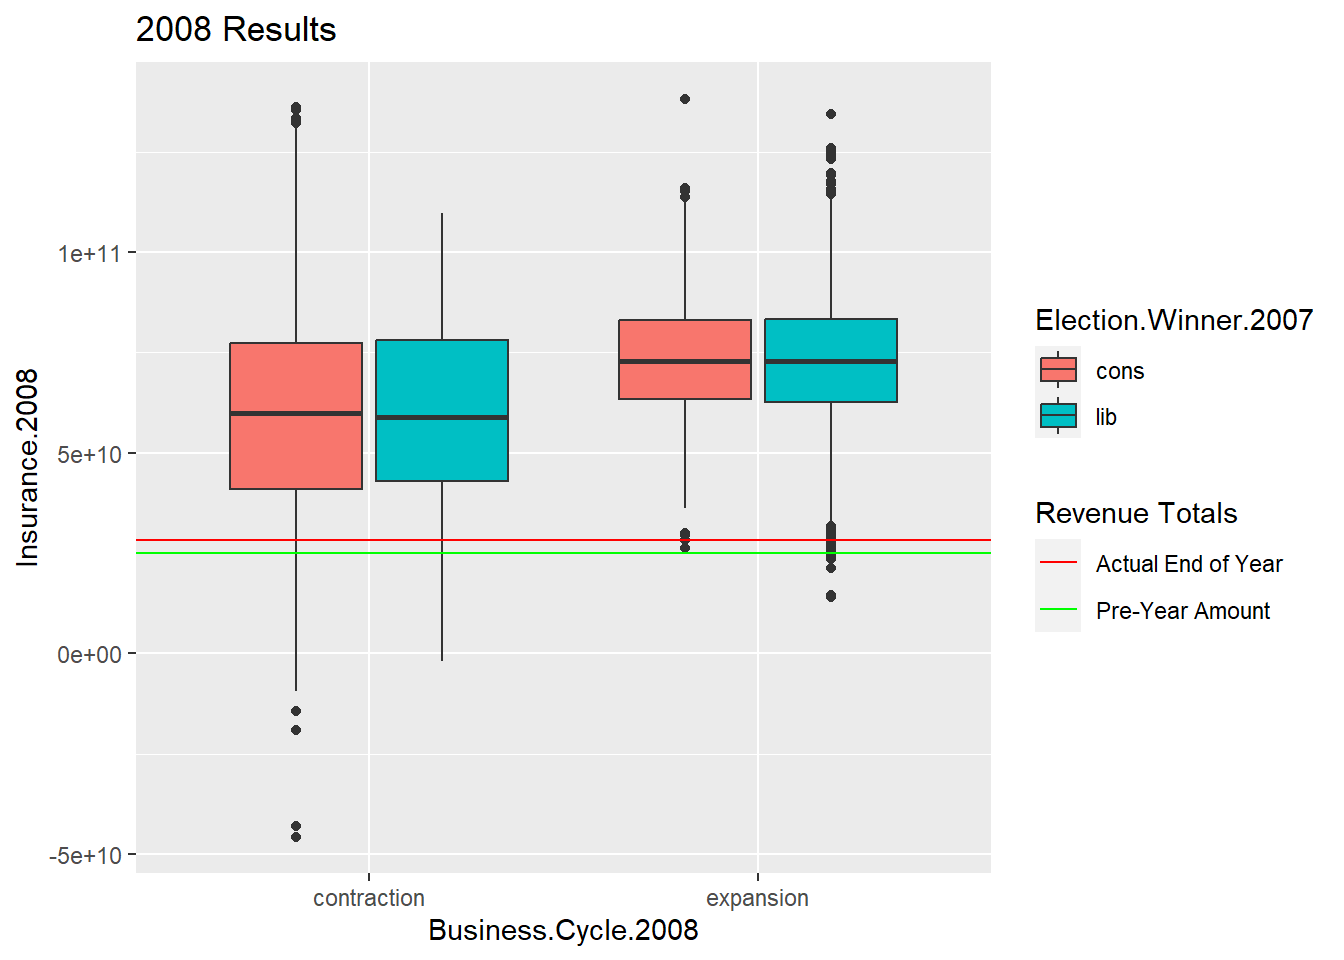 2008 Results
Insurance.2008
1e+11
5e+10
0e+00
-5e+10
contraction
expansion
Business.Cycle.2008
Election.Winner.2007
cons
lib
Revenue Totals
Actual End of Year
Pre-Year Amount